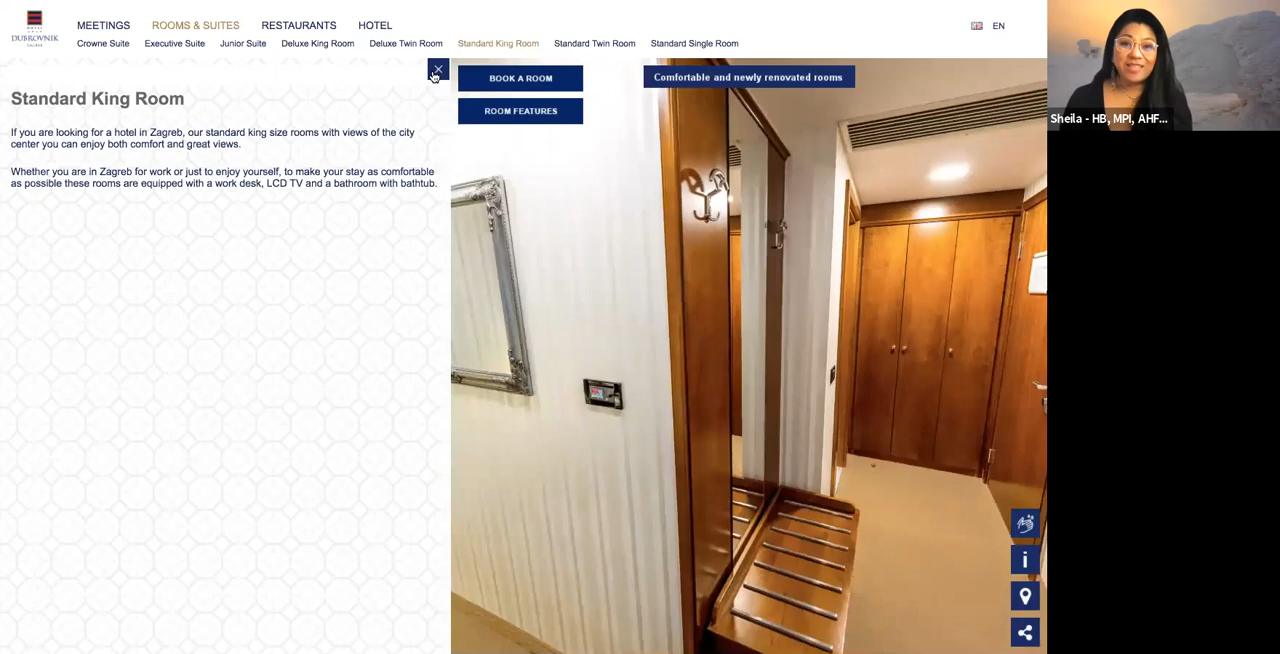 HOTEL
DUBROVNIK
ZAGREB
MEETINGS
ROOMS & SUITES
RESTAURANTS
HOTEL
EN
Crowne Suite
Executive Suite
Junior Suite
Deluxe King Room
Deluxe Twin Room
Standard King Room
Standard Twin Room
Standard Single Room
Standard King Room
If you are looking for a hotel in Zagreb, our standard king size rooms with views of the city
center you can enjoy both comfort and great views.
Whether you are in Zagreb for work or just to enjoy yourself, to make your stay as comfortable
as possible these rooms are equipped with a work desk, LCD TV and a bathroom with bathtub.
BOOK A ROOM
ROOM FEATURES
Comfortable and newly renovated rooms
Sheila - HB, MPI, AHF...